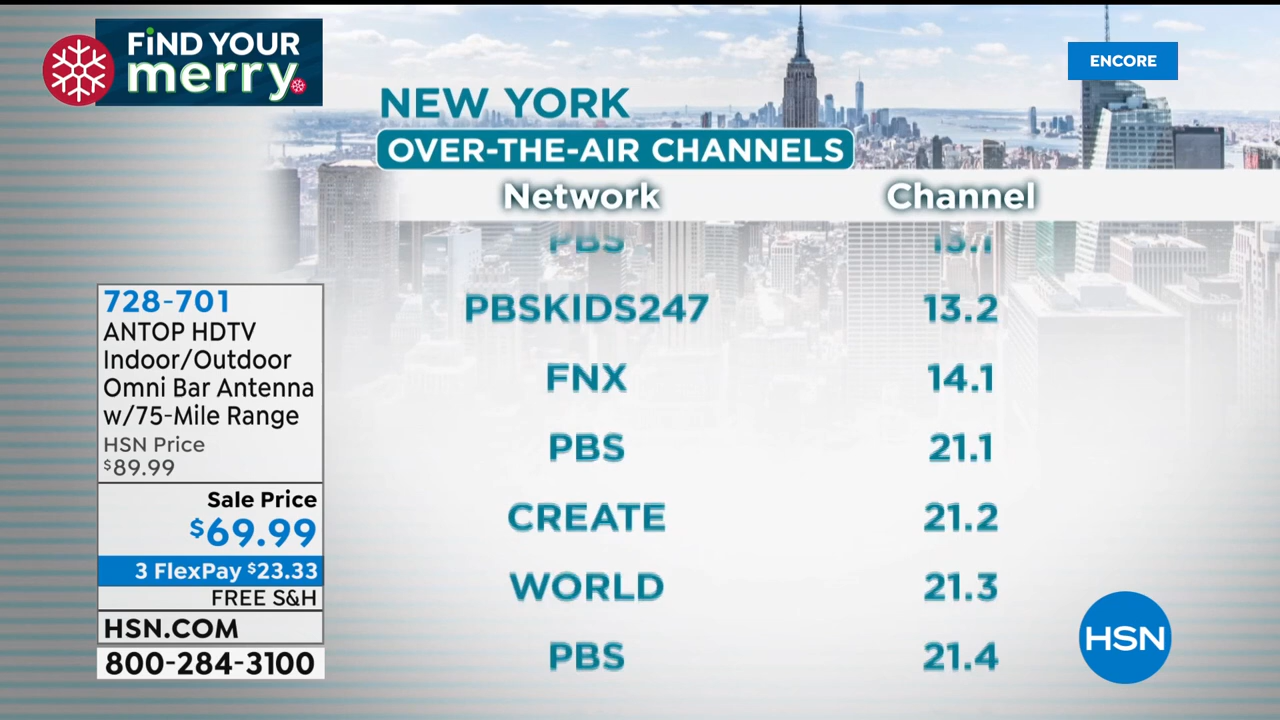 FiND YOUR
merry.
ENCORE
NEW YORK
OVER-THE-AIR CHANNELS
Network Channel
PBS 13.1
PBSKIDS247 13.2
FNX 14.1
PBS 21.1
CREATE 21.2
WORLD 21.3
PBS 21.4
728-701
ANTOP HDTV
Indoor/Outdoor
Omni Bar Antenna
w/75-Mile Range
HSN Price
$89.99
Sale Price
$69.99
3 FlexPay $23.33
FREE S&H
HSN.COM
800-284-3100
HSN